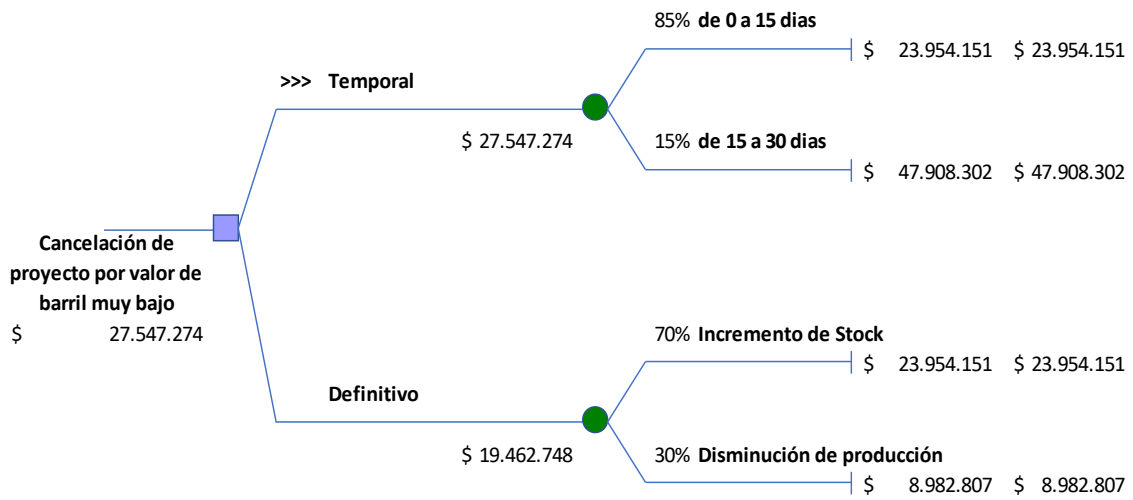 85% de 0 a 15 dias
$ 23.954.151 $ 23.954.151
>>> Temporal
$ 27.547.274
15% de 15 a 30 dias
$ 47.908.302 $ 47.908.302
Cancelación de
proyecto por valor de
barril muy bajo
$ 27.547.274
70% Incremento de Stock
$ 23.954.151 $ 23.954.151
Definitivo
$ 19.462.748
30% Disminución de producción
$ 8.982.807 $ 8.982.807